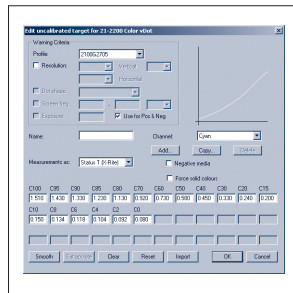 Edit uncalibrated target for 21-2200 Color vDot
Warning Criteria
Profile: 2100G2705
Resolution: Vertical
Horizontal
Dot shape:
Screen freq:
Exposure: Use for Pos & Neg
Name: Channel: Cyan
Add... Copy... Delete
Measurements as: Status T (X-Rite) Negative media
Force solid colours
C100 C95 C90 C85 C80 C70 C60 C50 C40 C30 C20 C15
1.510 1.430 1.330 1.230 1.130 0.920 0.730 0.580 0.450 0.330 0.240 0.200
C10 C8 C6 C4 C2 C0
0.150 0.134 0.118 0.104 0.092 0.080
Smooth Extrapolate Clear Reset Import OK Cancel